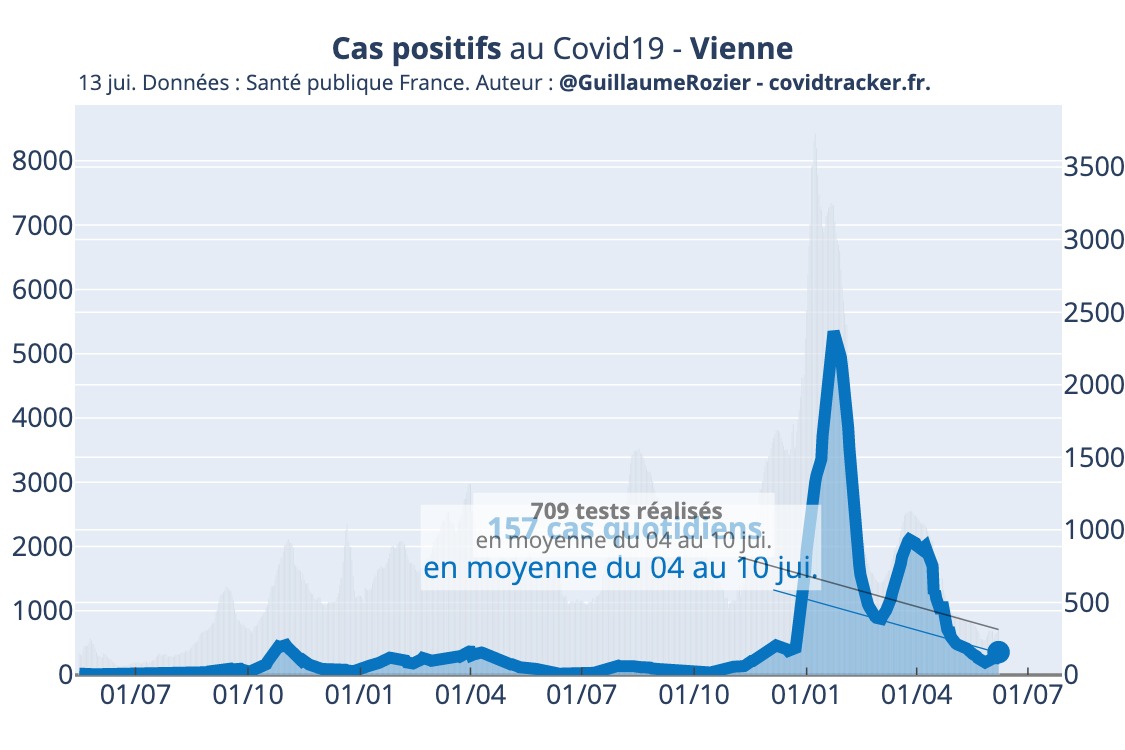 Cas positifs au Covid19 - Vienne
13 jui. Données : Santé publique France. Auteur : @GuillaumeRozier - covidtracker.fr.
8000
7000
6000
5000
4000
3000
2000
1000
0
3500
3000
2500
2000
1500
1000
500
0
709 tests réalisés
157 cas quotidiens
en moyenne du 04 au 10 jui.
en moyenne du 04 au 10 jui.
01/07 01/10 01/01 01/04 01/07 01/10 01/01 01/04 01/07